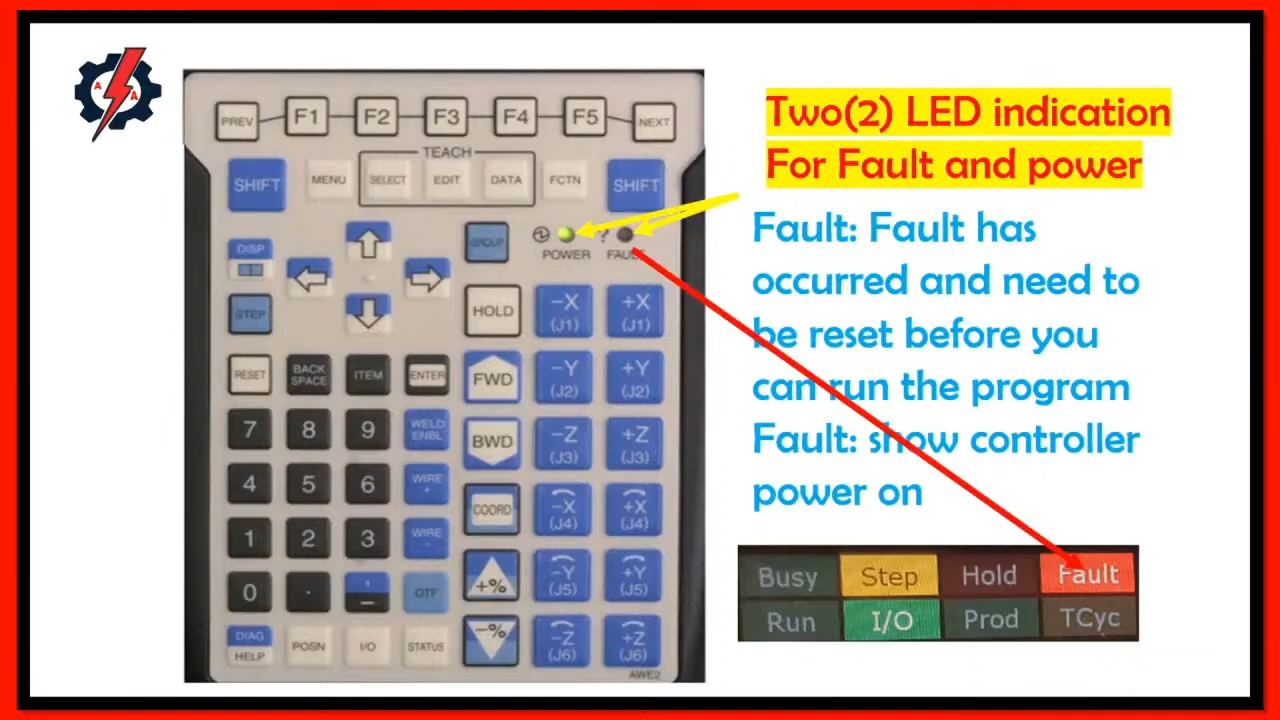 A
A
Two(2) LED indication
For Fault and power
Fault: Fault has
occurred and need to
be reset before you
can run the program
Fault: show controller
power on
PREV F1 F2 F3 F4 F5 NEXT
TEACH
SHIFT MENU SELECT EDIT DATA FCTN SHIFT
DISP GROUP ?
POWER FAULT
STEP HOLD -X +X
(J1) (J1)
RESET BACK SPACE ITEM ENTER FWD -Y +Y
(J2) (J2)
7 8 9 WELD ENBL BWD -Z +Z
(J3) (J3)
4 5 6 WIRE + COORD -X +X
(J4) (J4)
1 2 3 WIRE - +% -Y +Y
(J5) (J5)
0 . , _ OTF -% -Z +Z
(J6) (J6)
DIAG HELP POSN I/O STATUS
AWE2
Busy Step Hold Fault
Run I/O Prod TCyc